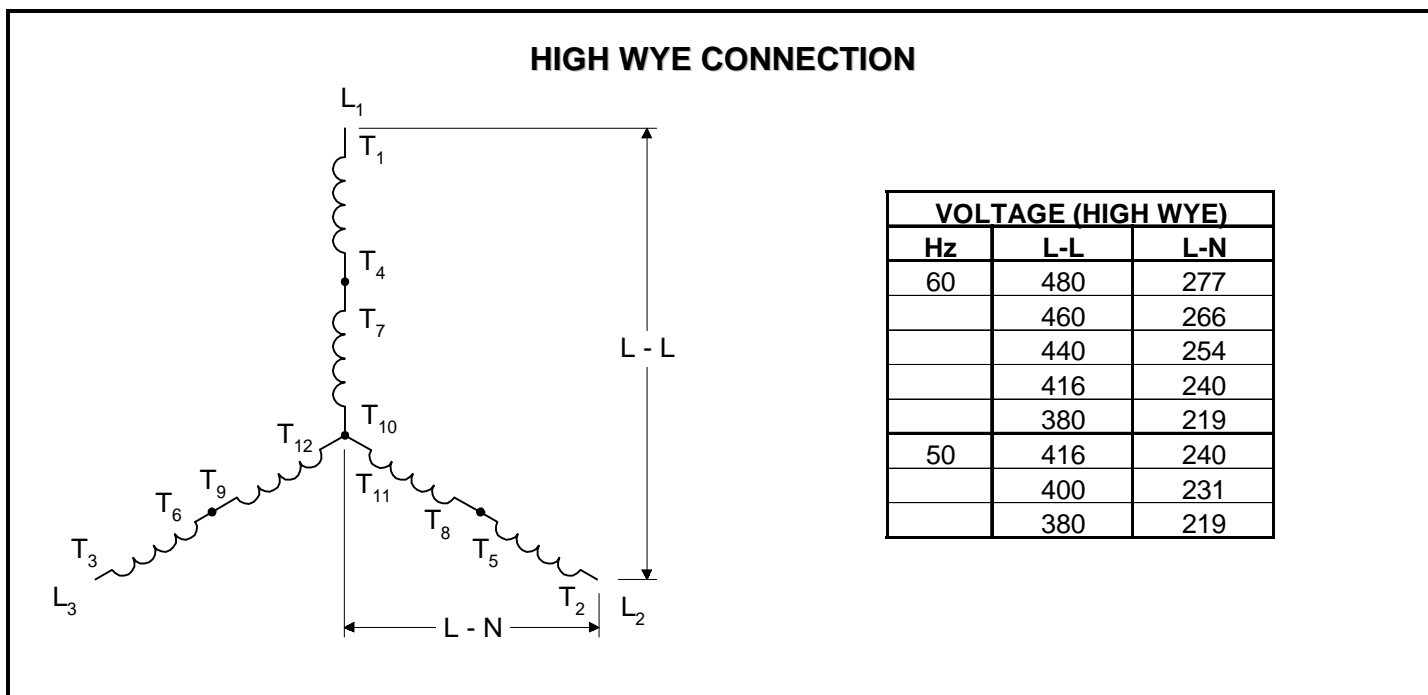 HIGH WYE CONNECTION
L₁
T₁
T₄
T₇
L - L
T₁₀
T₁₂
T₁₁
T₉
T₆
T₈
T₃
T₅
L₃
T₂
L₂
L - N
VOLTAGE (HIGH WYE)
Hz L-L L-N
60 480 277
460 266
440 254
416 240
380 219
50 416 240
400 231
380 219